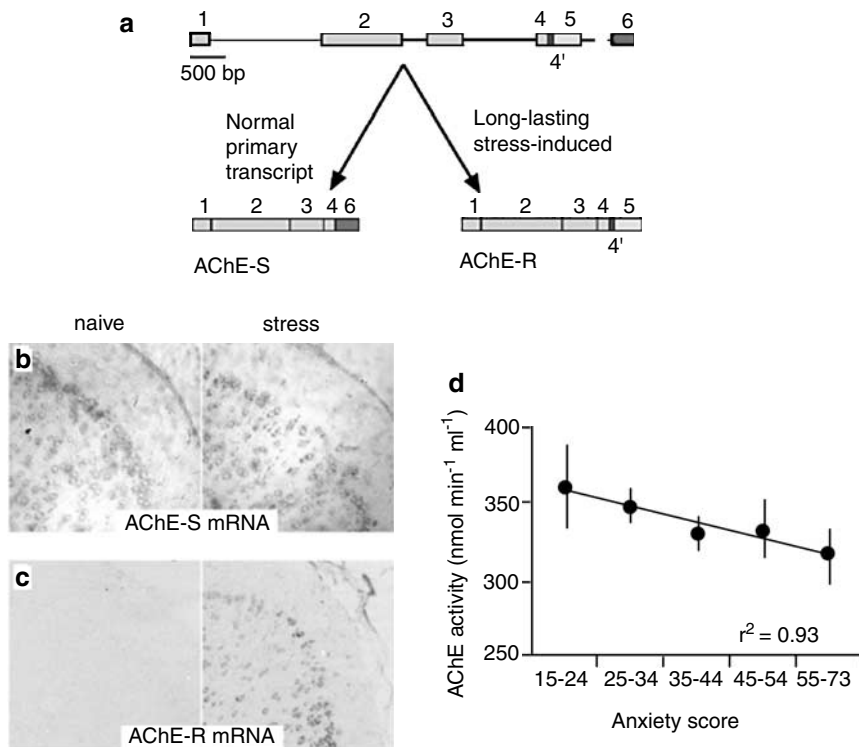 a
1 2 3 4 5 6
4'
500 bp
Normal
primary
transcript
Long-lasting
stress-induced
1 2 3 4 6
AChE-S
1 2 3 4 5
4'
AChE-R
naive stress
b
AChE-S mRNA
c
AChE-R mRNA
d
AChE activity (nmol min⁻¹ ml⁻¹)
400
350
300
250
r² = 0.93
15-24 25-34 35-44 45-54 55-73
Anxiety score